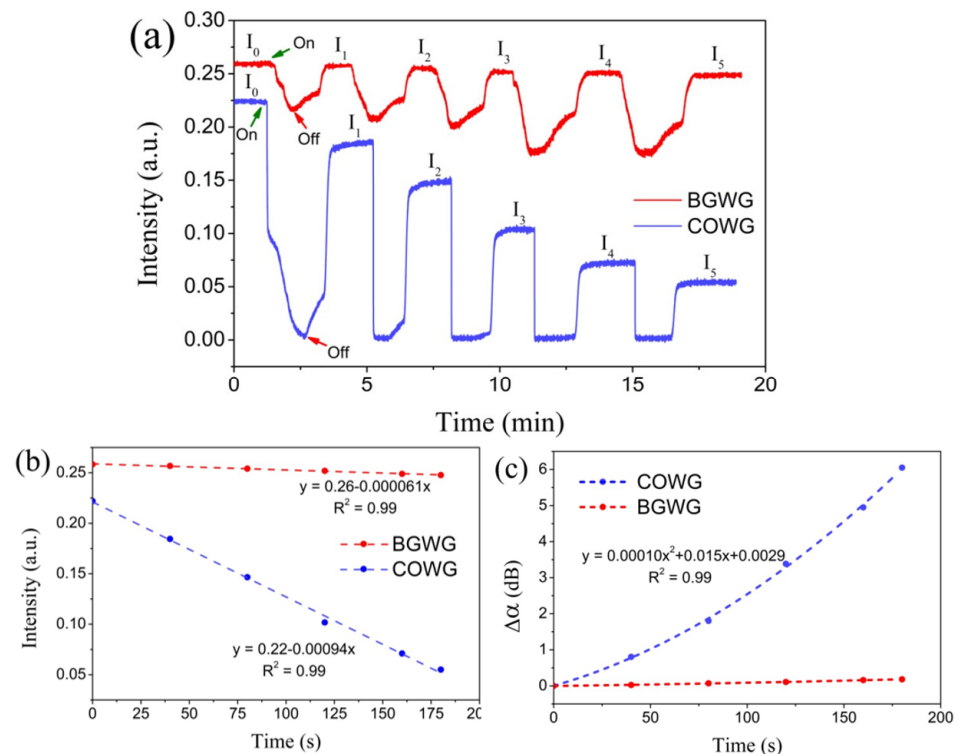 (a)
0.30
0.25
0.20
0.15
0.10
0.05
0.00
Intensity (a.u.)
I₀ On I₁ I₂ I₃ I₄ I₅
I₀
On
Off
I₁
I₂
I₃
I₄
I₅
Off
BGWG
COWG
0 5 10 15 20
Time (min)
(b)
0.25
0.20
0.15
0.10
0.05
Intensity (a.u.)
y = 0.26-0.000061x
R² = 0.99
BGWG
COWG
y = 0.22-0.00094x
R² = 0.99
0 25 50 75 100 125 150 175 20
Time (s)
(c)
6
5
4
3
2
1
0
Δα (dB)
COWG
BGWG
y = 0.00010x²+0.015x+0.0029
R² = 0.99
0 50 100 150 200
Time (s)